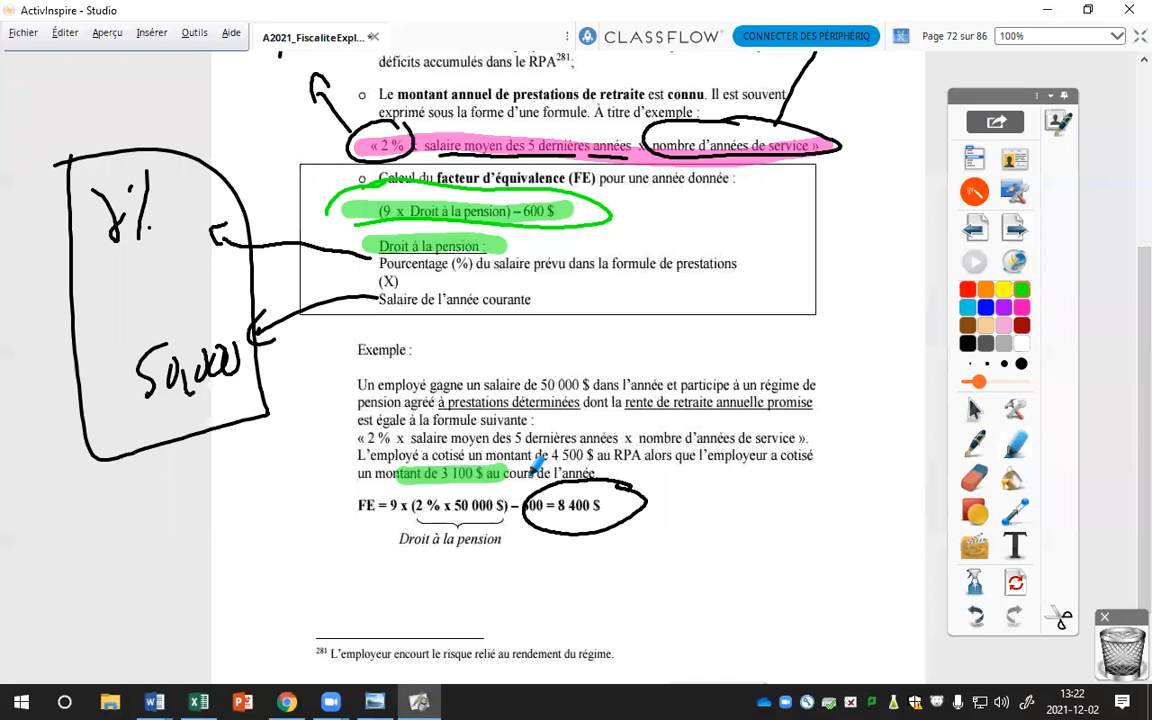 ActivInspire - Studio
Fichier Éditer Aperçu Insérer Outils Aide
A2021_FiscaliteExpl...
CLASSFLOW
CONNECTER DES PÉRIPHÉRIQ
Page 72 sur 86
100%
déficits accumulés dans le RPA281;
o Le montant annuel de prestations de retraite est connu. Il est souvent
exprimé sous la forme d'une formule. À titre d'exemple :
« 2 % x salaire moyen des 5 dernières années x nombre d'années de service »
o Calcul du facteur d'équivalence (FE) pour une année donnée :
(9 x Droit à la pension) – 600 $
Droit à la pension :
Pourcentage (%) du salaire prévu dans la formule de prestations
(X)
Salaire de l'année courante
50,000
Exemple :
Un employé gagne un salaire de 50 000 $ dans l'année et participe à un régime de
pension agréé à prestations déterminées dont la rente de retraite annuelle promise
est égale à la formule suivante :
« 2 % x salaire moyen des 5 dernières années x nombre d'années de service ».
L'employé a cotisé un montant de 4 500 $ au RPA alors que l'employeur a cotisé
un montant de 3 100 $ au cours de l'année.
FE = 9 x (2 % x 50 000 $) – 600 = 8 400 $
Droit à la pension
281 L'employeur encourt le risque relié au rendement du régime.
13:22
2021-12-02